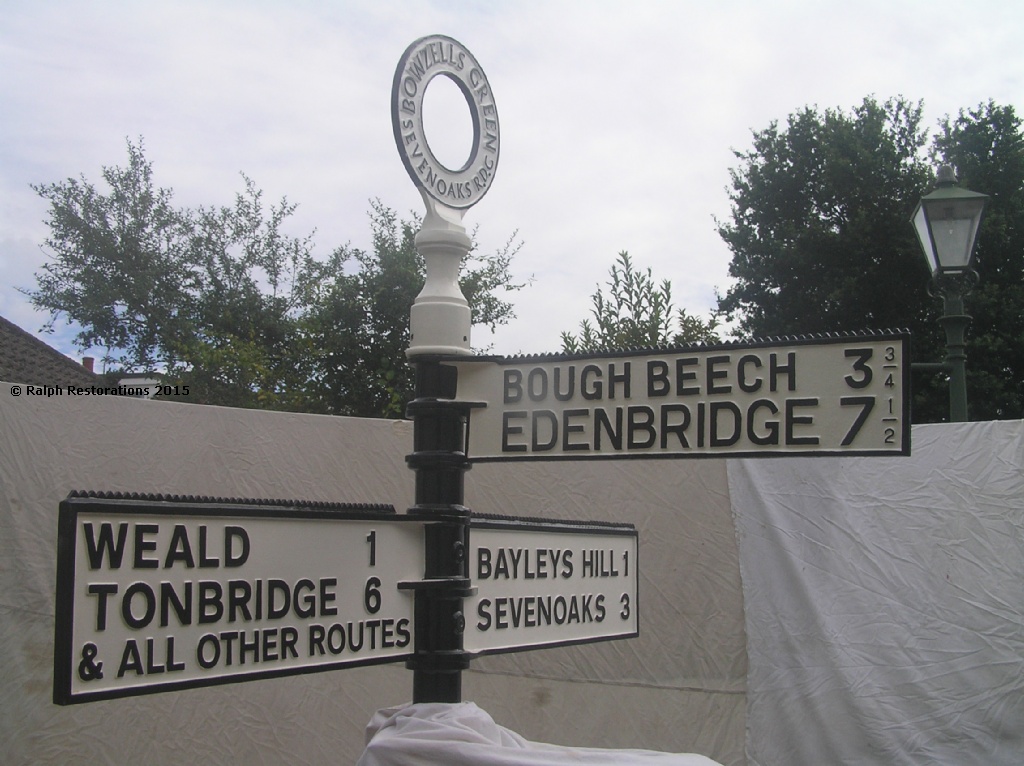 BOWZELLS GREEN
SEVENOAKS R.D.C
BOUGH BEECH 3 3/4
EDENBRIDGE 7 1/2
© Ralph Restorations 2015
WEALD 1
TONBRIDGE 6
& ALL OTHER ROUTES
BAYLEYS HILL 1
SEVENOAKS 3